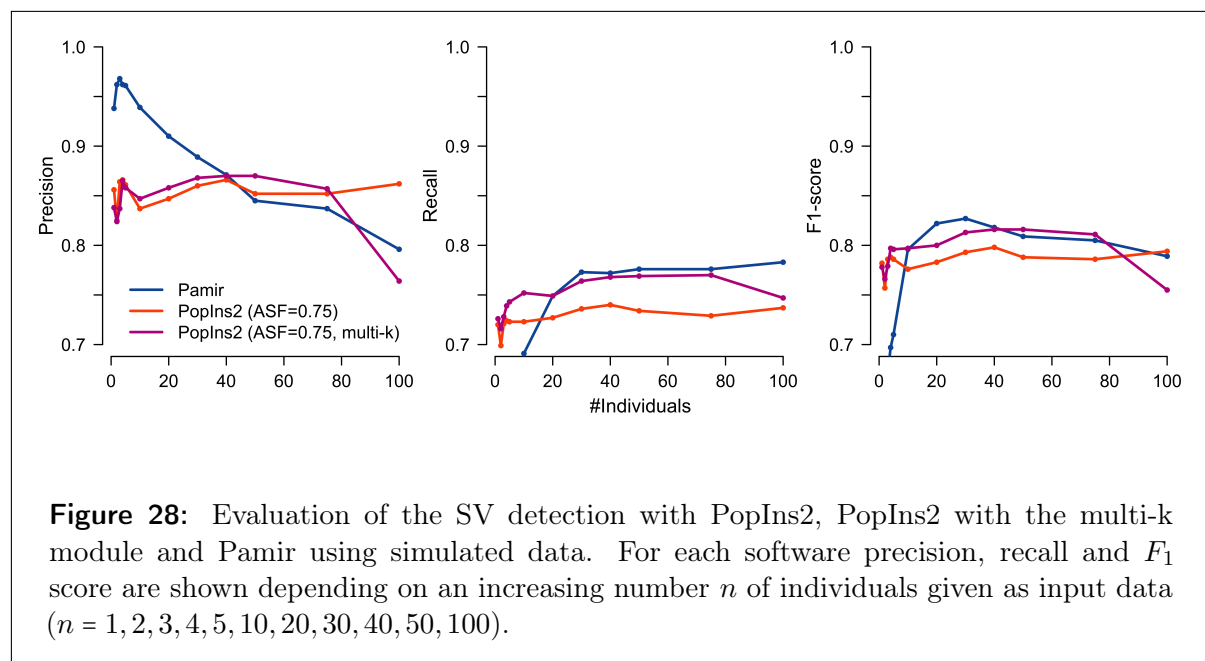 1.0
0.9
0.8
0.7
Precision
Pamir
PopIns2 (ASF=0.75)
PopIns2 (ASF=0.75, multi-k)
0 20 40 60 80 100
1.0
0.9
0.8
0.7
Recall
0 20 40 60 80 100
#Individuals
1.0
0.9
0.8
0.7
F1-score
0 20 40 60 80 100
Figure 28: Evaluation of the SV detection with PopIns2, PopIns2 with the multi-k
module and Pamir using simulated data. For each software precision, recall and F₁
score are shown depending on an increasing number n of individuals given as input data
(n = 1, 2, 3, 4, 5, 10, 20, 30, 40, 50, 100).